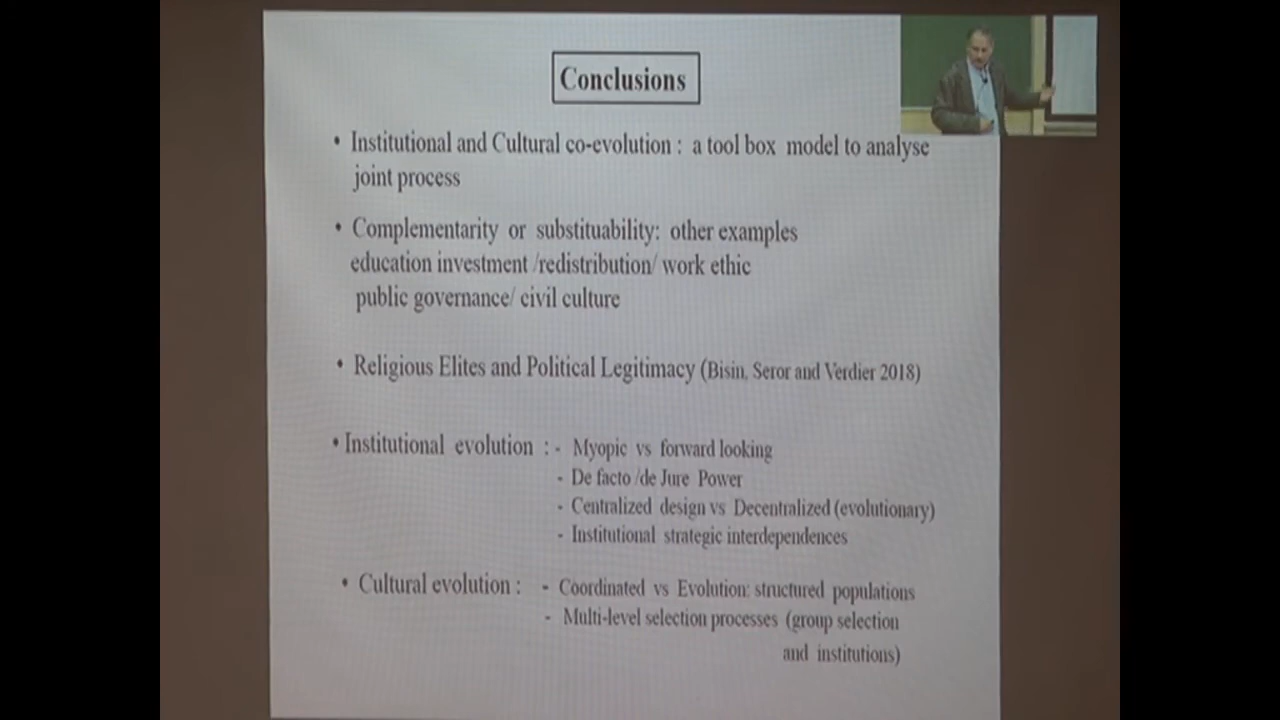 Conclusions
• Institutional and Cultural co-evolution : a tool box model to analyse
joint process
• Complementarity or substituability: other examples
education investment /redistribution/ work ethic
public governance/ civil culture
• Religious Elites and Political Legitimacy (Bisin, Seror and Verdier 2018)
• Institutional evolution : - Myopic vs forward looking
- De facto /de Jure Power
- Centralized design vs Decentralized (evolutionary)
- Institutional strategic interdependences
• Cultural evolution : - Coordinated vs Evolution: structured populations
- Multi-level selection processes (group selection
and institutions)